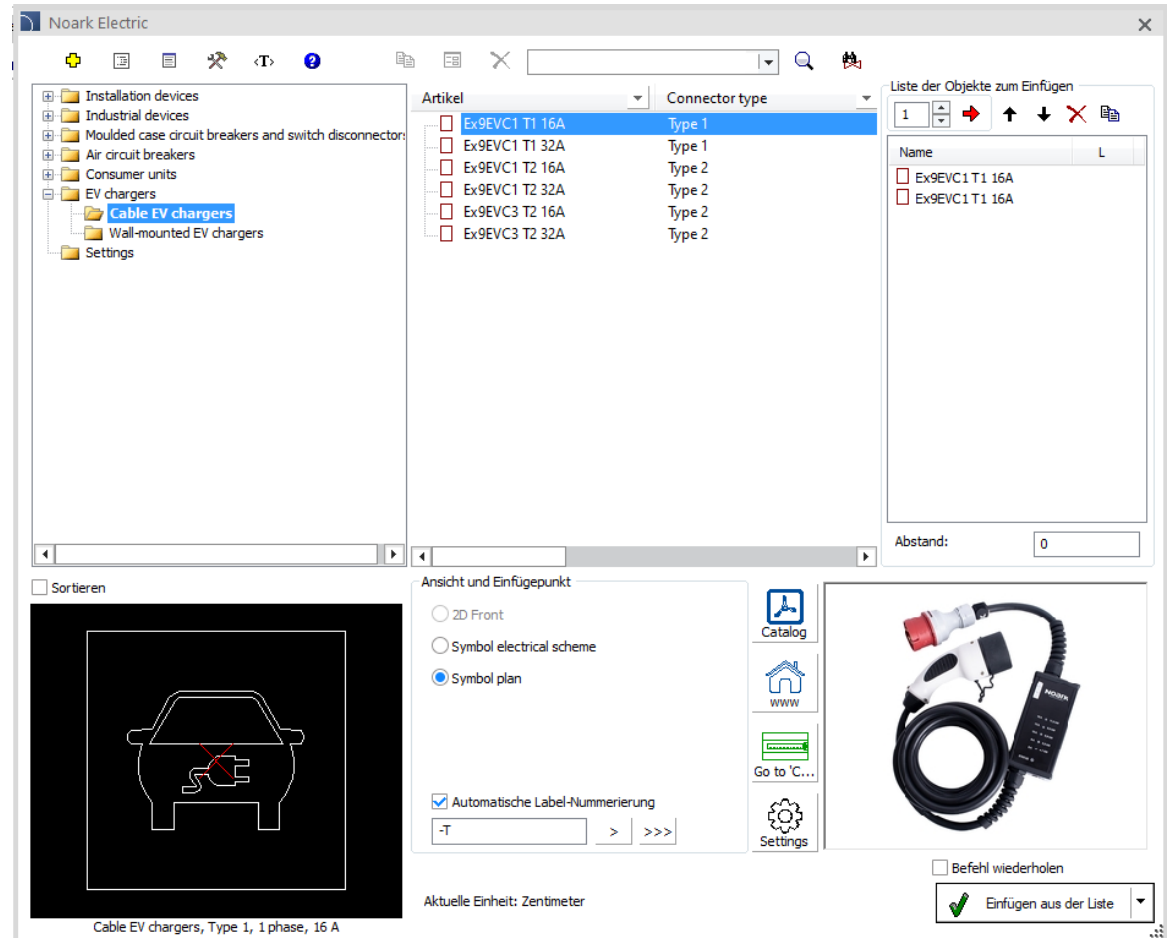 Noark Electric
‹T›
Installation devices
Industrial devices
Moulded case circuit breakers and switch disconnector:
Air circuit breakers
Consumer units
EV chargers
Cable EV chargers
Wall-mounted EV chargers
Settings
Artikel Connector type
Ex9EVC1 T1 16A Type 1
Ex9EVC1 T1 32A Type 1
Ex9EVC1 T2 16A Type 2
Ex9EVC1 T2 32A Type 2
Ex9EVC3 T2 16A Type 2
Ex9EVC3 T2 32A Type 2
Liste der Objekte zum Einfügen
1
Name L
Ex9EVC1 T1 16A
Ex9EVC1 T1 16A
Abstand: 0
Sortieren
Cable EV chargers, Type 1, 1 phase, 16 A
Ansicht und Einfügepunkt
2D Front
Symbol electrical scheme
Symbol plan
Automatische Label-Nummerierung
-T > >>>
Aktuelle Einheit: Zentimeter
Catalog
www
Go to 'C...
Settings
NOARK
Befehl wiederholen
Einfügen aus der Liste